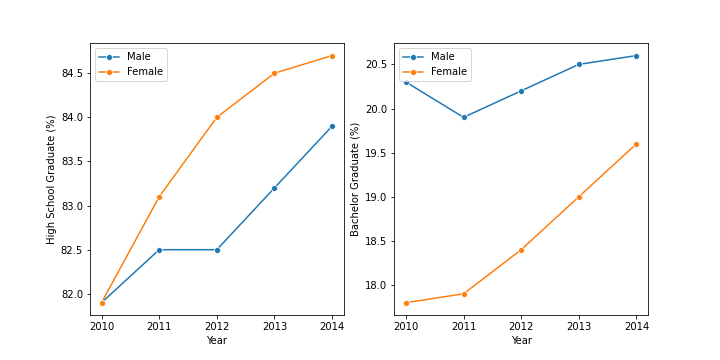 High School Graduate (%)
84.5
84.0
83.5
83.0
82.5
82.0
Male
Female
2010 2011 2012 2013 2014
Year
Bachelor Graduate (%)
20.5
20.0
19.5
19.0
18.5
18.0
Male
Female
2010 2011 2012 2013 2014
Year